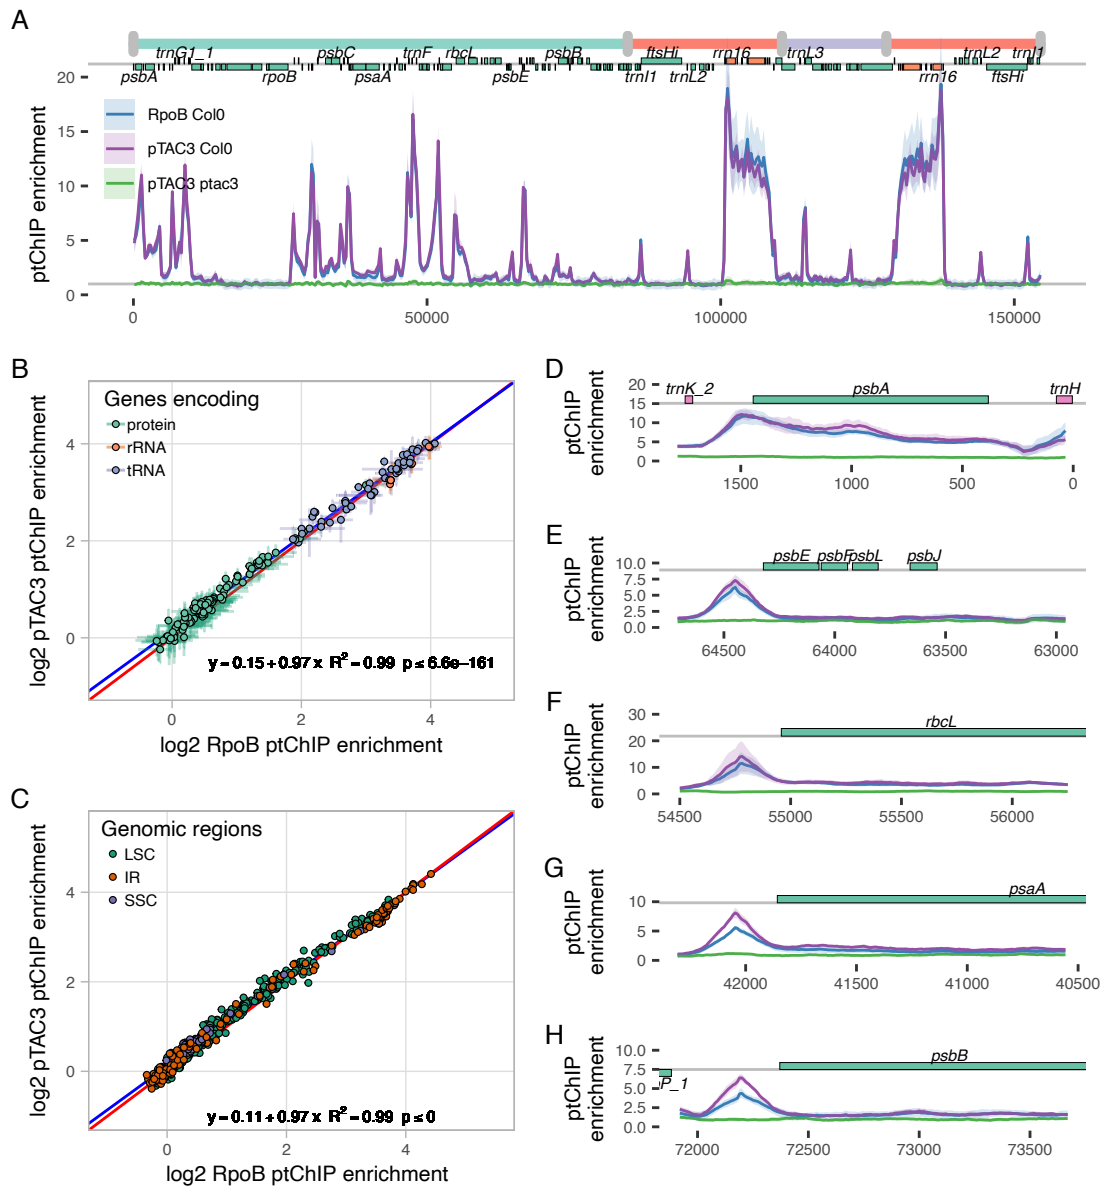 A
trnG1_1 psbC trnF rbcL psbB ftsHi rrn16 trnL3 trnL2 trnI1
psbA rpoB psaA psbE trnI1 trnL2 rrn16 ftsHi
ptChIP enrichment
20
15
10
5
0
RpoB Col0
pTAC3 Col0
pTAC3 ptac3
0 50000 100000 150000
B
log2 pTAC3 ptChIP enrichment
Genes encoding
protein
rRNA
tRNA
4
2
0
y = 0.15 + 0.97 x R² = 0.99 p ≤ 6.6e−161
0 2 4
log2 RpoB ptChIP enrichment
C
log2 pTAC3 ptChIP enrichment
Genomic regions
LSC
IR
SSC
4
2
0
y = 0.11 + 0.97 x R² = 0.99 p ≤ 0
0 2 4
log2 RpoB ptChIP enrichment
D
ptChIP
enrichment
trnK_2 psbA trnH
20
15
10
5
0
1500 1000 500 0
E
ptChIP
enrichment
psbE psbF psbL psbJ
10.0
7.5
5.0
2.5
0.0
64500 64000 63500 63000
F
ptChIP
enrichment
rbcL
30
20
10
0
54500 55000 55500 56000
G
ptChIP
enrichment
psaA
10
5
0
42000 41500 41000 40500
H
ptChIP
enrichment
psbB
P_1
10.0
7.5
5.0
2.5
0.0
72000 72500 73000 73500